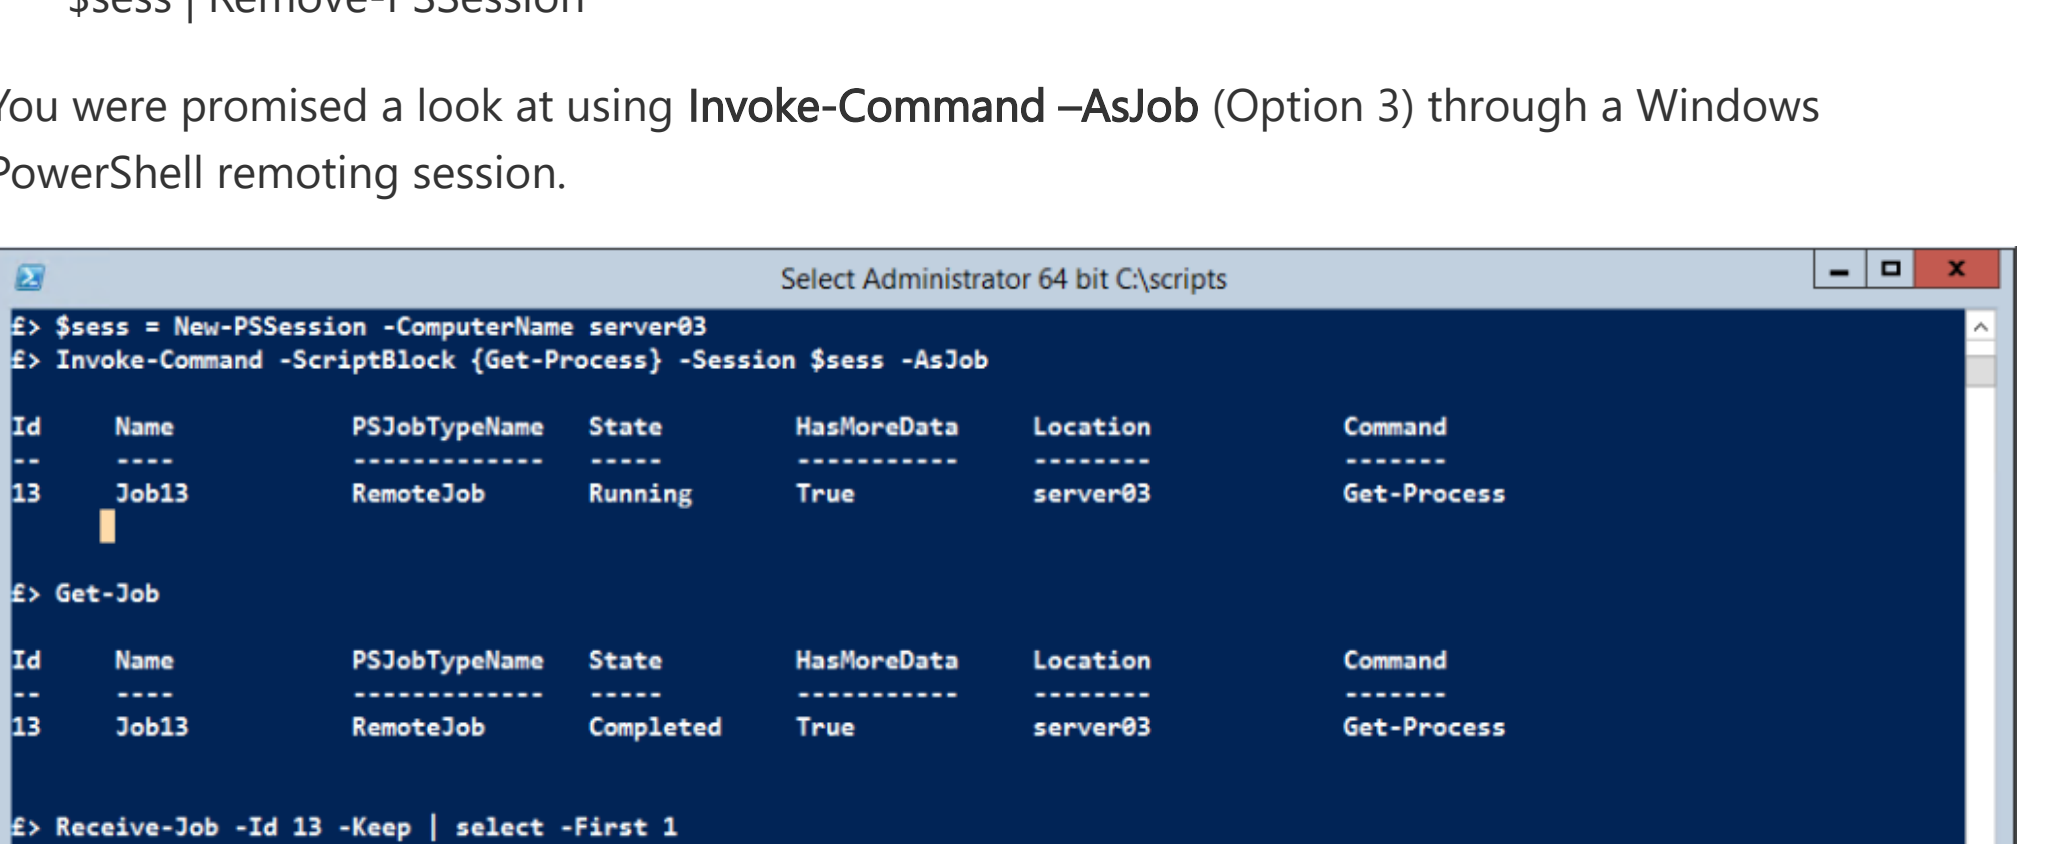 $sess | Remove-PSSession
You were promised a look at using Invoke-Command –AsJob (Option 3) through a Windows
PowerShell remoting session.
Select Administrator 64 bit C:\scripts
£> $sess = New-PSSession -ComputerName server03
£> Invoke-Command -ScriptBlock {Get-Process} -Session $sess -AsJob
Id Name PSJobTypeName State HasMoreData Location Command
-- ---- ------------- ----- ----------- -------- -------
13 Job13 RemoteJob Running True server03 Get-Process
£> Get-Job
Id Name PSJobTypeName State HasMoreData Location Command
-- ---- ------------- ----- ----------- -------- -------
13 Job13 RemoteJob Completed True server03 Get-Process
£> Receive-Job -Id 13 -Keep | select -First 1